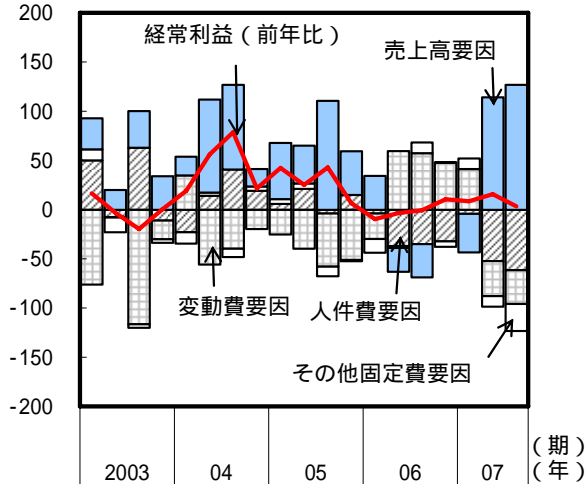 200
150
100
50
0
-50
-100
-150
-200
経常利益(前年比)
売上高要因
変動費要因
人件費要因
その他固定費要因
(期)
2003 04 05 06 07 (年)